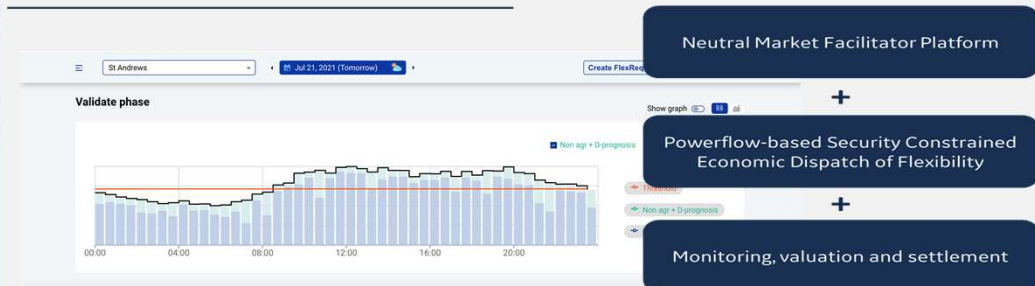 St Andrews
Jul 21, 2021 (Tomorrow)
Validate phase
Show graph
Non agr + D-prognosis
Threshold
Non agr + D-prognosis
00:00 04:00 08:00 12:00 16:00 20:00
Neutral Market Facilitator Platform
+
Powerflow-based Security Constrained
Economic Dispatch of Flexibility
+
Monitoring, valuation and settlement